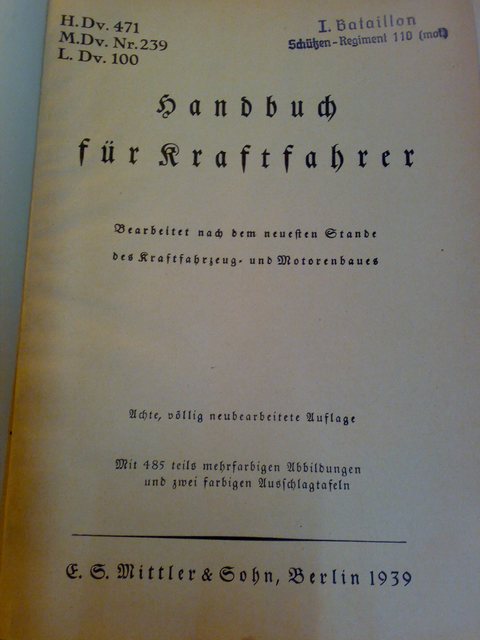 H.Dv. 471
M.Dv. Nr. 239
L. Dv. 100
I. Bataillon
Schützen-Regiment 110 (mot)
Handbuch
für Kraftfahrer
Bearbeitet nach dem neuesten Stande
des Kraftfahrzeug- und Motorenbaues
Achte, völlig neubearbeitete Auflage
Mit 485 teils mehrfarbigen Abbildungen
und zwei farbigen Ausschlagtafeln
E. S. Mittler & Sohn, Berlin 1939